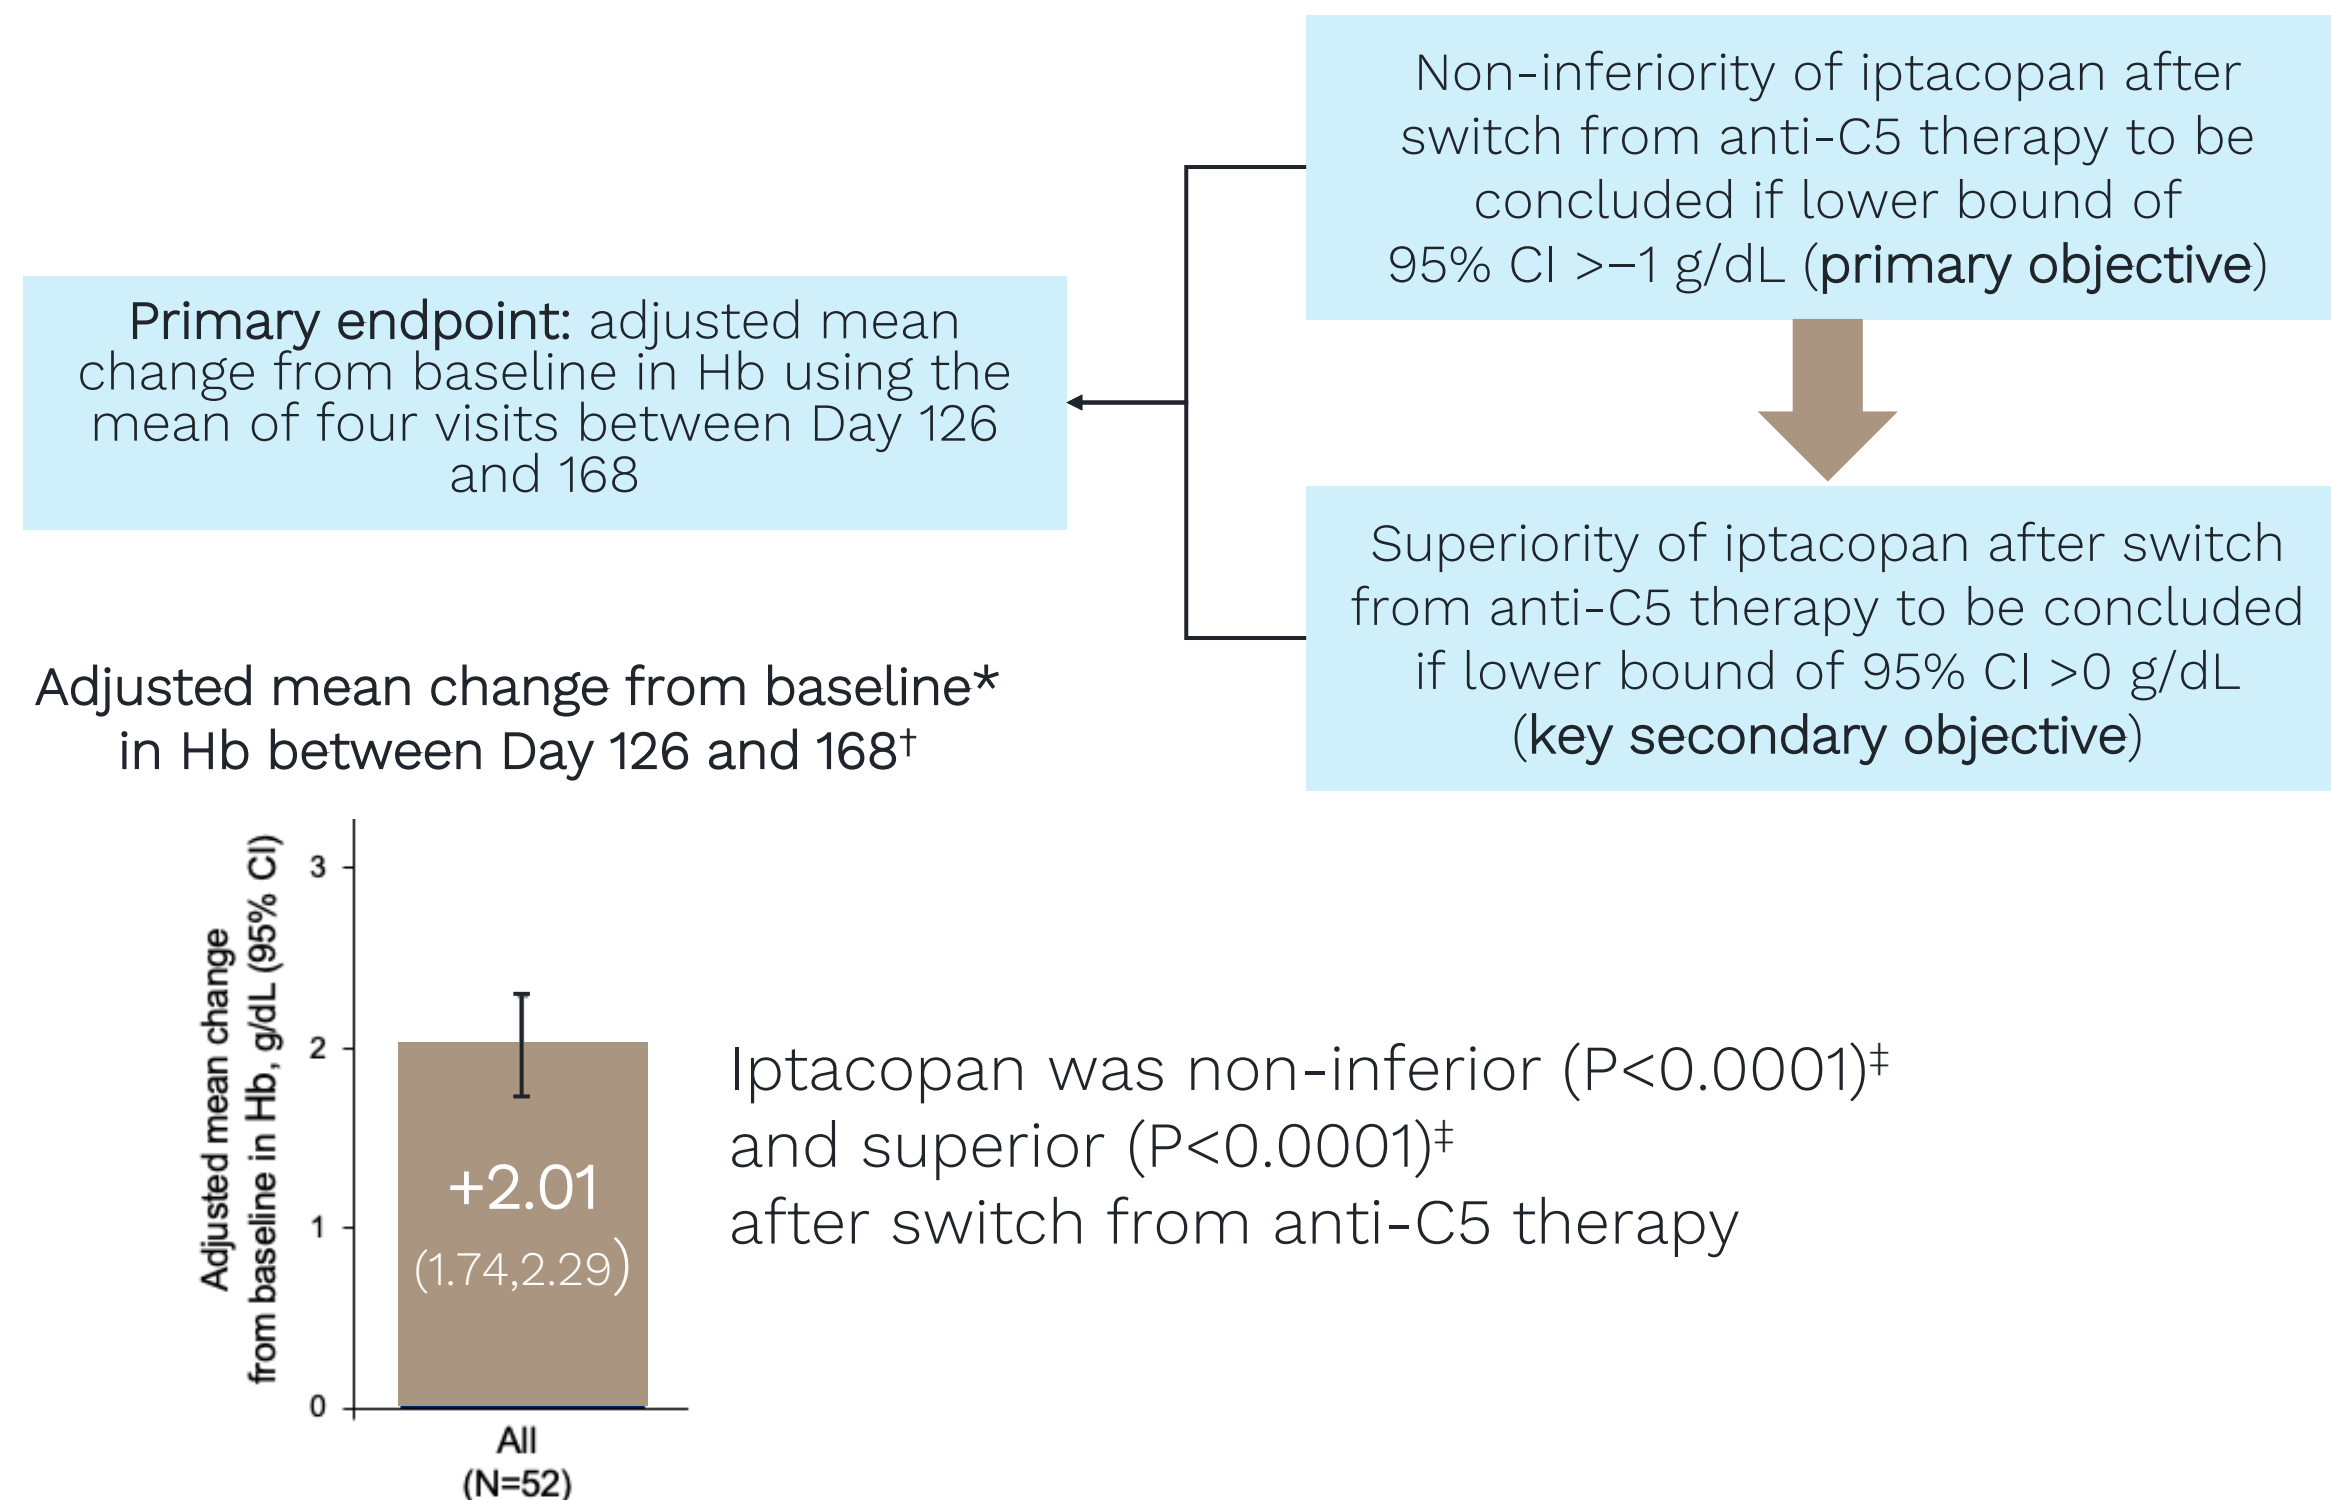 Non-inferiority of iptacopan after
switch from anti-C5 therapy to be
concluded if lower bound of
95% CI >−1 g/dL (primary objective)
Primary endpoint: adjusted mean
change from baseline in Hb using the
mean of four visits between Day 126
and 168
Superiority of iptacopan after switch
from anti-C5 therapy to be concluded
if lower bound of 95% CI >0 g/dL
(key secondary objective)
Adjusted mean change from baseline*
in Hb between Day 126 and 168†
Adjusted mean change
from baseline in Hb, g/dL (95% CI)
3
2
1
0
+2.01
(1.74,2.29)
All
(N=52)
Iptacopan was non-inferior (P<0.0001)‡
and superior (P<0.0001)‡
after switch from anti-C5 therapy